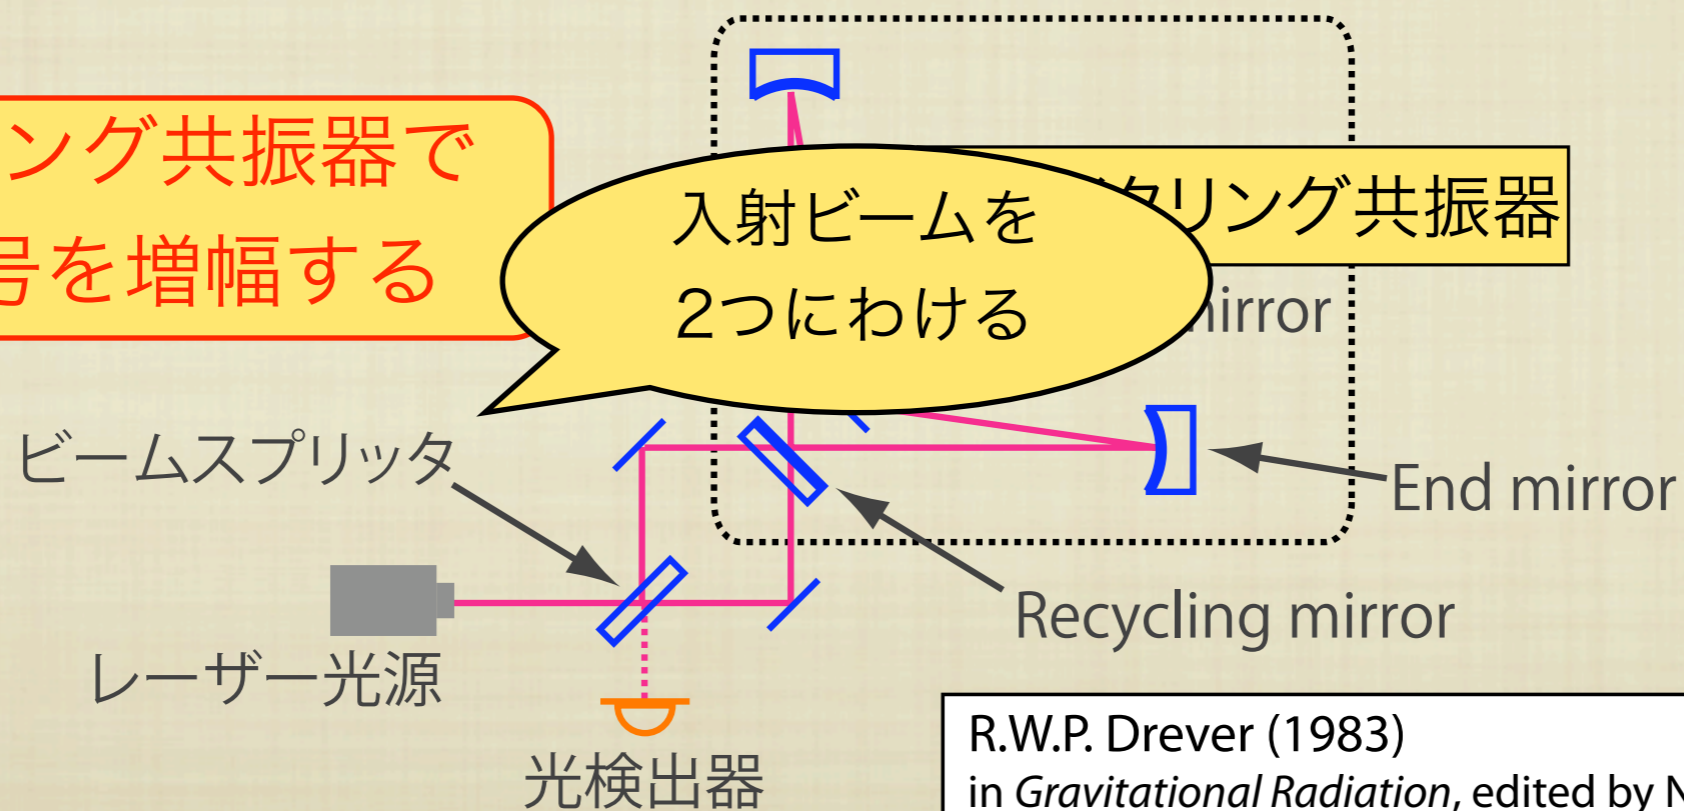 ング共振器で
号を増幅する
入射ビームを
2つにわける
リング共振器
mirror
ビームスプリッタ
End mirror
Recycling mirror
レーザー光源
光検出器
R.W.P. Drever (1983)
in Gravitational Radiation, edited by N